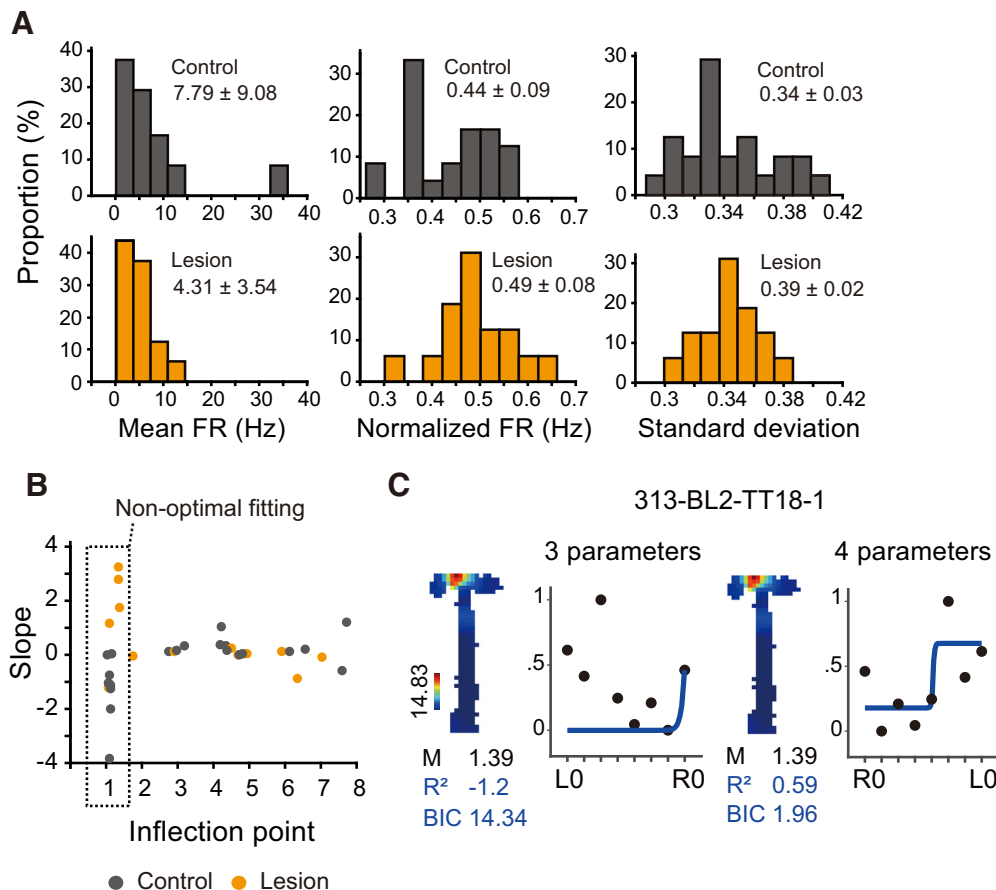 A
Proportion (%)
40
30
20
10
0
Control
7.79 ± 9.08
0 10 20 30 40
30
20
10
0
Control
0.44 ± 0.09
0.3 0.4 0.5 0.6 0.7
30
20
10
0
Control
0.34 ± 0.03
0.3 0.34 0.38 0.42
40
30
20
10
0
Lesion
4.31 ± 3.54
0 10 20 30 40
Mean FR (Hz)
30
20
10
0
Lesion
0.49 ± 0.08
0.3 0.4 0.5 0.6 0.7
Normalized FR (Hz)
30
20
10
0
Lesion
0.39 ± 0.02
0.3 0.34 0.38 0.42
Standard deviation
B
Non-optimal fitting
Slope
4
2
0
-2
-4
1 2 3 4 5 6 7 8
Inflection point
Control Lesion
C
313-BL2-TT18-1
3 parameters
14.83
1
.5
0
L0 R0
M 1.39
R² -1.2
BIC 14.34
4 parameters
1
.5
0
R0 L0
M 1.39
R² 0.59
BIC 1.96